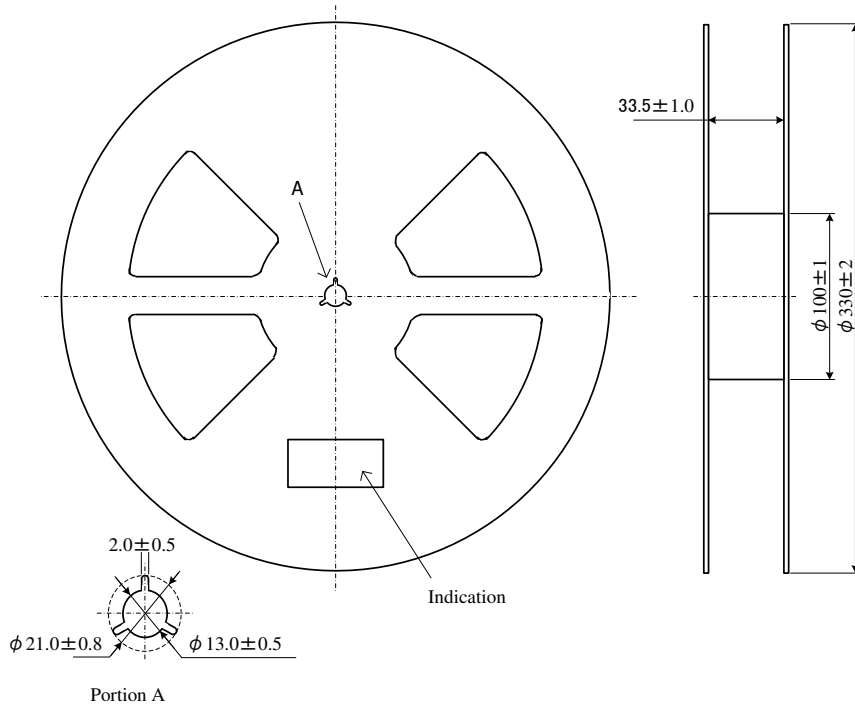 33.5±1.0
A
φ100±1
φ330±2
2.0±0.5
Indication
φ21.0±0.8
φ13.0±0.5
Portion A